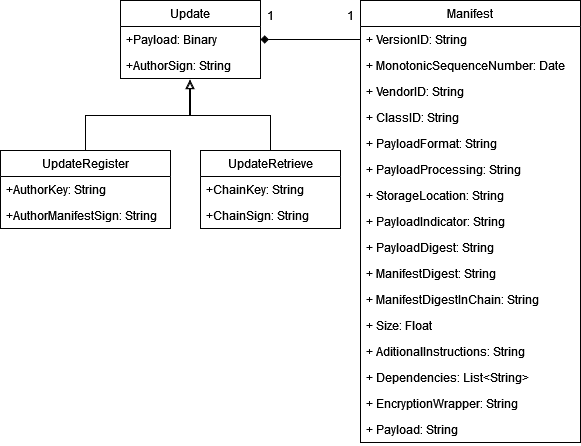 Update
+Payload: Binary
+AuthorSign: String
1
1
Manifest
+ VersionID: String
+ MonotonicSequenceNumber: Date
+ VendorID: String
+ ClassID: String
+ PayloadFormat: String
+ PayloadProcessing: String
+ StorageLocation: String
+ PayloadIndicator: String
+ PayloadDigest: String
+ ManifestDigest: String
+ ManifestDigestInChain: String
+ Size: Float
+ AditionalInstructions: String
+ Dependencies: List<String>
+ EncryptionWrapper: String
+ Payload: String
UpdateRegister
+AuthorKey: String
+AuthorManifestSign: String
UpdateRetrieve
+ChainKey: String
+ChainSign: String